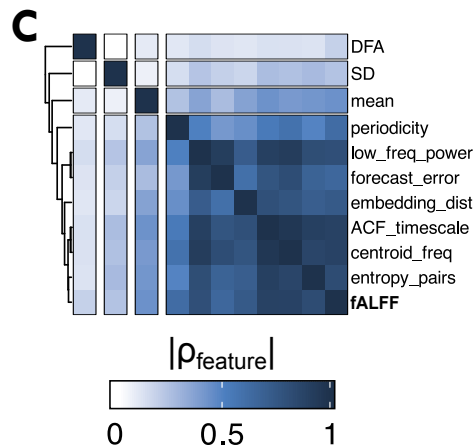 C
DFA
SD
mean
periodicity
low_freq_power
forecast_error
embedding_dist
ACF_timescale
centroid_freq
entropy_pairs
fALFF
|ρfeature|
0 0.5 1